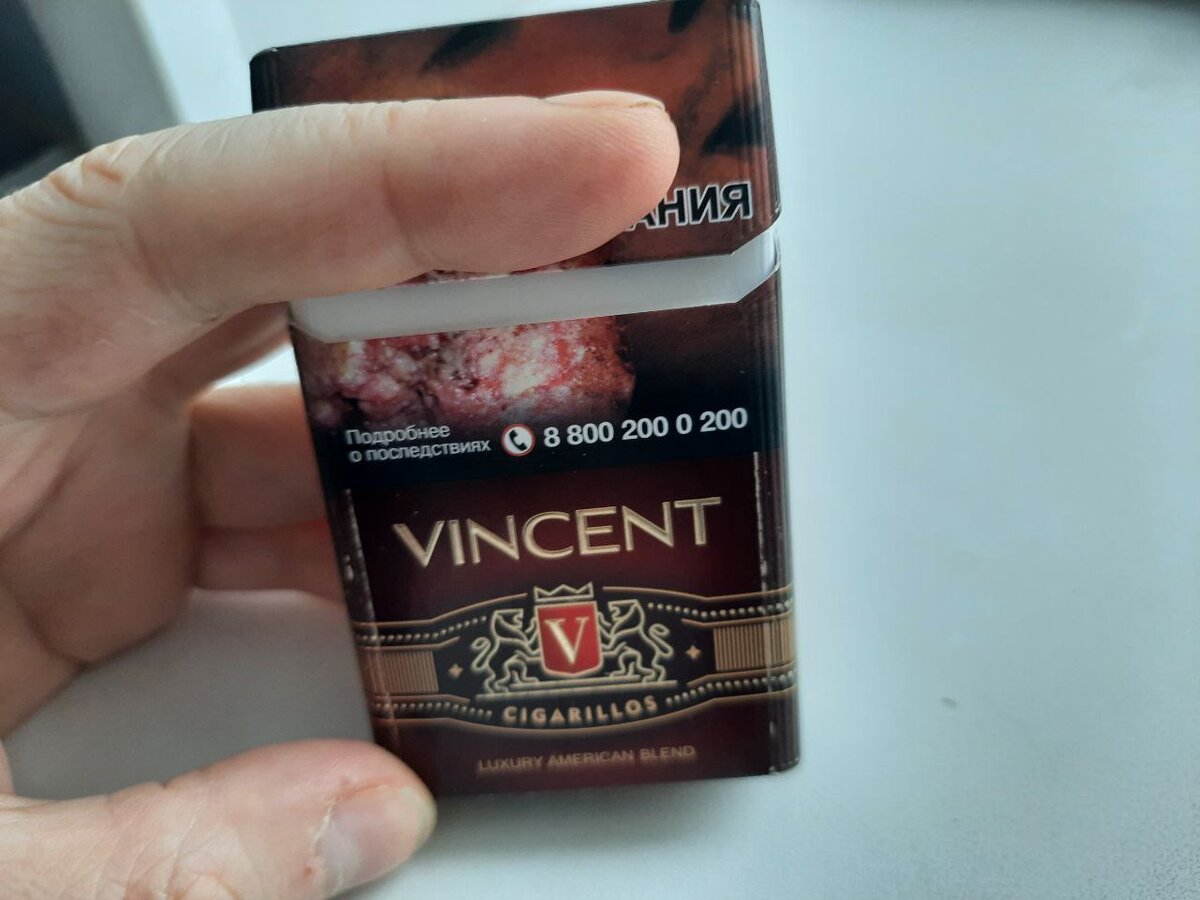 АНИЯ
Подробнее
о последствиях
8 800 200 0 200
VINCENT
V
CIGARILLOS
LUXURY AMERICAN BLEND